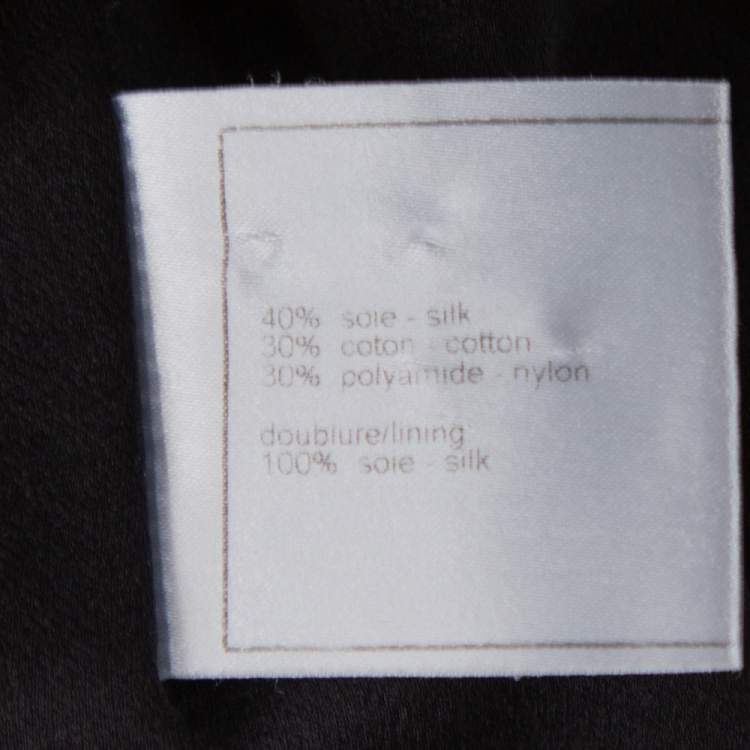 40% soie - silk
30% coton - cotton
30% polyamide - nylon
doublure/lining
100% soie - silk